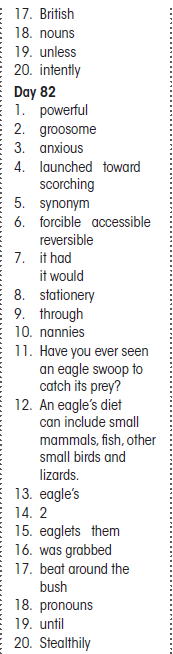 17. British
18. nouns
19. unless
20. intently
Day 82
1. powerful
2. groosome
3. anxious
4. launched toward
scorching
5. synonym
6. forcible accessible
reversible
7. it had
it would
8. stationery
9. through
10. nannies
11. Have you ever seen
an eagle swoop to
catch its prey?
12. An eagle's diet
can include small
mammals, fish, other
small birds and
lizards.
13. eagle's
14. 2
15. eaglets them
16. was grabbed
17. beat around the
bush
18. pronouns
19. until
20. Stealthily